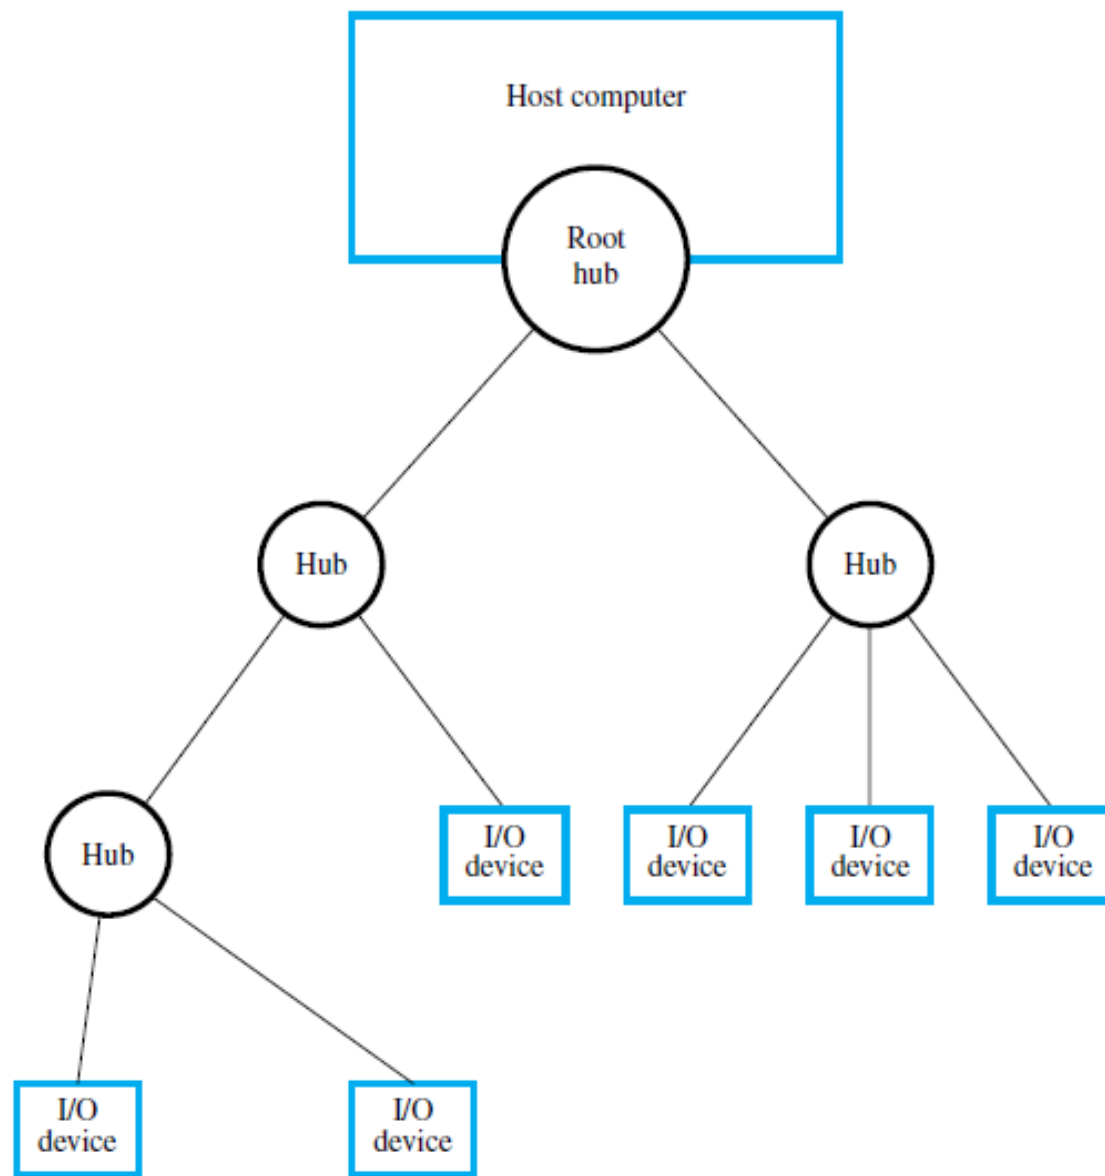 Host computer
Root
hub
Hub
Hub
Hub
I/O
device
I/O
device
I/O
device
I/O
device
I/O
device
I/O
device